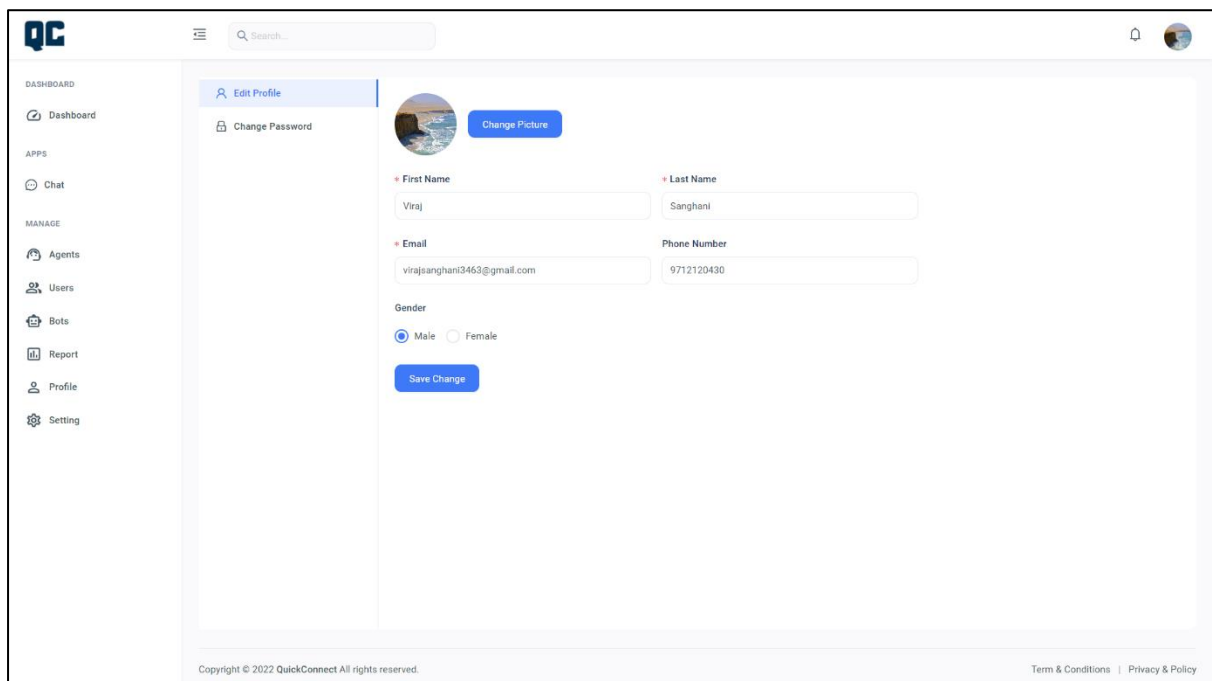 QC
Search...
DASHBOARD
Dashboard
APPS
Chat
MANAGE
Agents
Users
Bots
Report
Profile
Setting
Edit Profile
Change Password
Change Picture
* First Name
* Last Name
Viraj
Sanghani
* Email
Phone Number
virajsanghani3463@gmail.com
9712120430
Gender
Male
Female
Save Change
Copyright © 2022 QuickConnect All rights reserved.
Term & Conditions | Privacy & Policy